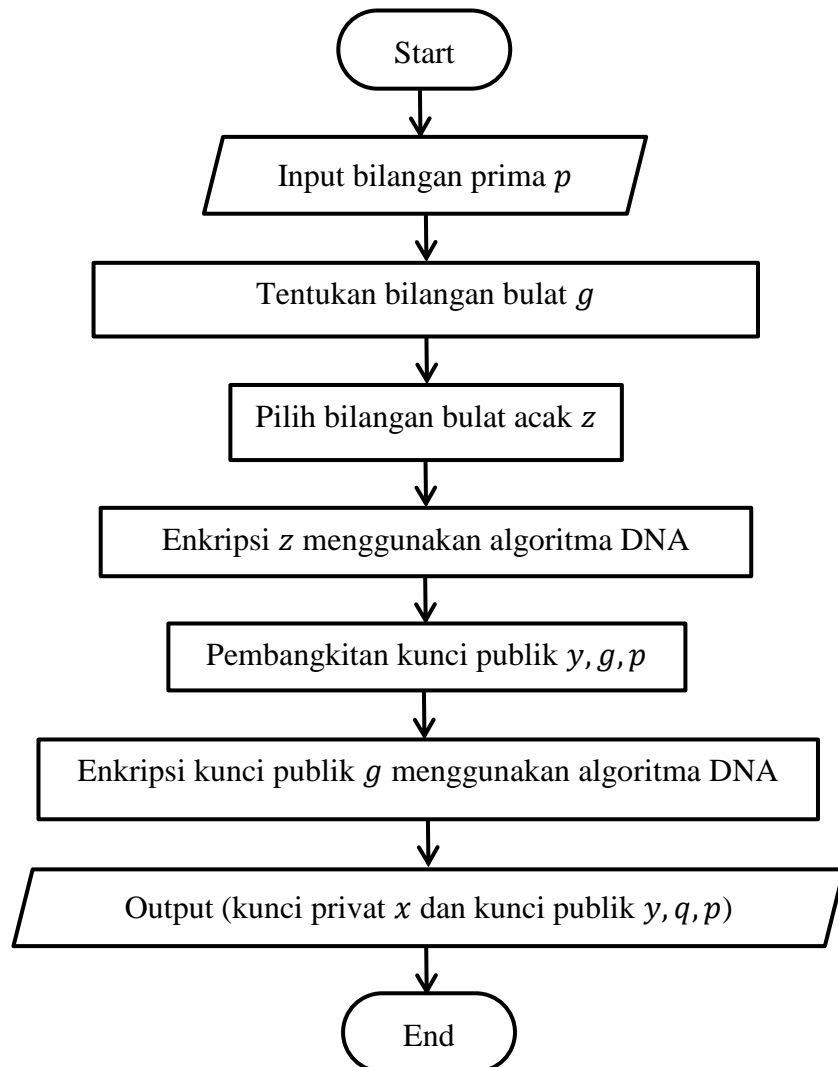 Start
Input bilangan prima 𝑝
Tentukan bilangan bulat 𝑔
Pilih bilangan bulat acak 𝑧
Enkripsi 𝑧 menggunakan algoritma DNA
Pembangkitan kunci publik 𝑦, 𝑔, 𝑝
Enkripsi kunci publik 𝑔 menggunakan algoritma DNA
Output (kunci privat 𝑥 dan kunci publik 𝑦, 𝑞, 𝑝)
End